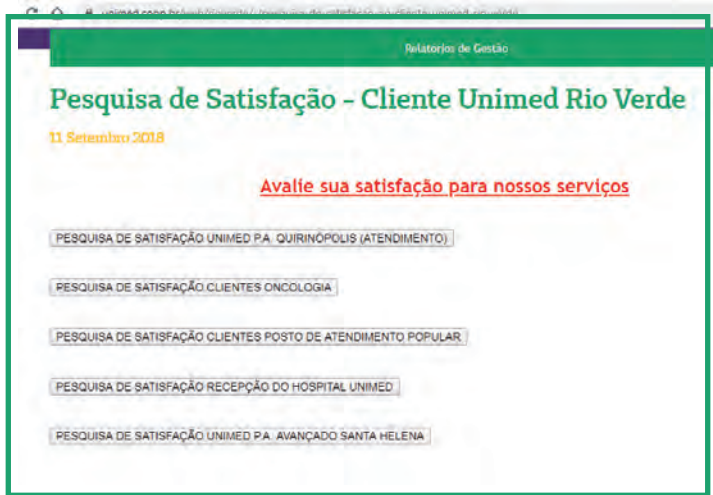 Relatorios de Gestão
Pesquisa de Satisfação - Cliente Unimed Rio Verde
11 Setembro 2018
Avalie sua satisfação para nossos serviços
PESQUISA DE SATISFAÇÃO UNIMED P.A. QUIRINÓPOLIS (ATENDIMENTO)
PESQUISA DE SATISFAÇÃO CLIENTES ONCOLOGIA
PESQUISA DE SATISFAÇÃO CLIENTES POSTO DE ATENDIMENTO POPULAR
PESQUISA DE SATISFAÇÃO RECEPÇÃO DO HOSPITAL UNIMED
PESQUISA DE SATISFAÇÃO UNIMED P.A. AVANÇADO SANTA HELENA